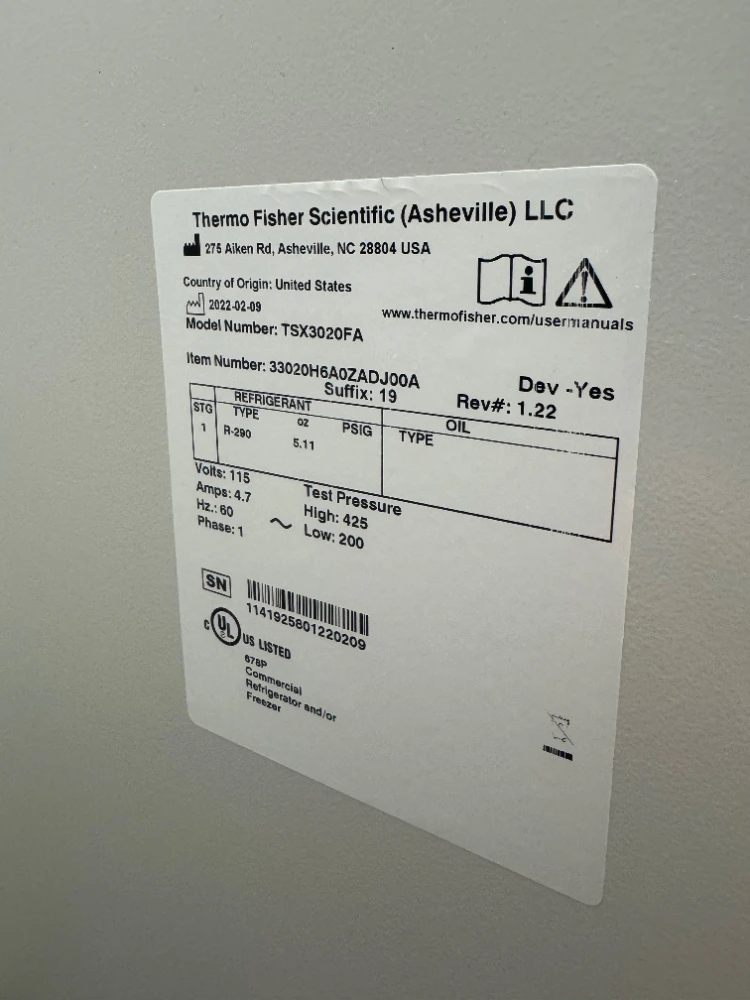 Thermo Fisher Scientific (Asheville) LLC
275 Aiken Rd, Asheville, NC 28804 USA
Country of Origin: United States
2022-02-09
www.thermofisher.com/usermanuals
Model Number: TSX3020FA
Item Number: 33020H6A0ZADJ00A
Suffix: 19
Dev -Yes
Rev#: 1.22
REFRIGERANT
OIL
STG TYPE oz PSIG TYPE
1 R-290 5.11
Volts: 115
Amps: 4.7
Hz.: 60
Phase: 1
Test Pressure
High: 425
Low: 200
SN
1141925801220209
C UL US LISTED
678P
Commercial
Refrigerator and/or
Freezer